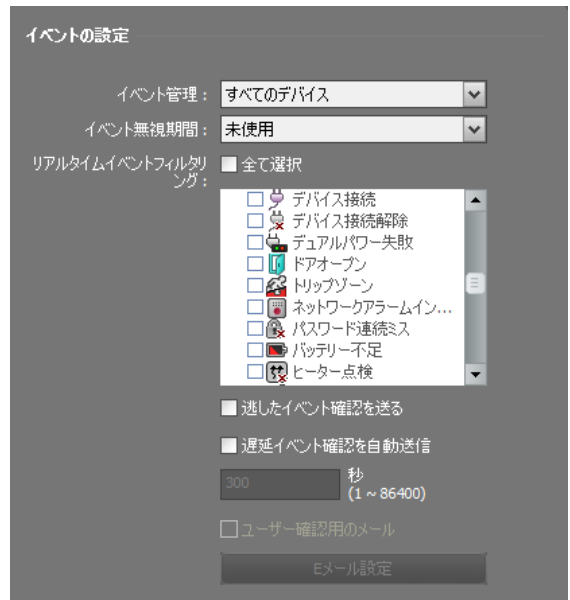 イベントの設定
イベント管理 : すべてのデバイス
イベント無視期間 : 未使用
リアルタイムイベントフィルタリング : 全て選択
デバイス接続
デバイス接続解除
デュアルパワー失敗
ドアオープン
トリップゾーン
ネットワークアラームイン...
パスワード連続ミス
バッテリー不足
ヒーター点検
逃したイベント確認を送る
遅延イベント確認を自動送信
300 秒
(1 ~ 86400)
ユーザー確認用のメール
Eメール設定